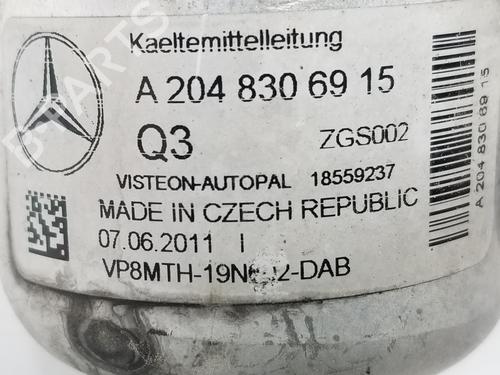 Kaeltemittelleitung
A 204 830 69 15
Q3 ZGS002
VISTEON-AUTOPAL 18559237
MADE IN CZECH REPUBLIC
07.06.2011 I
A 204 830 69 15
B-PARTS